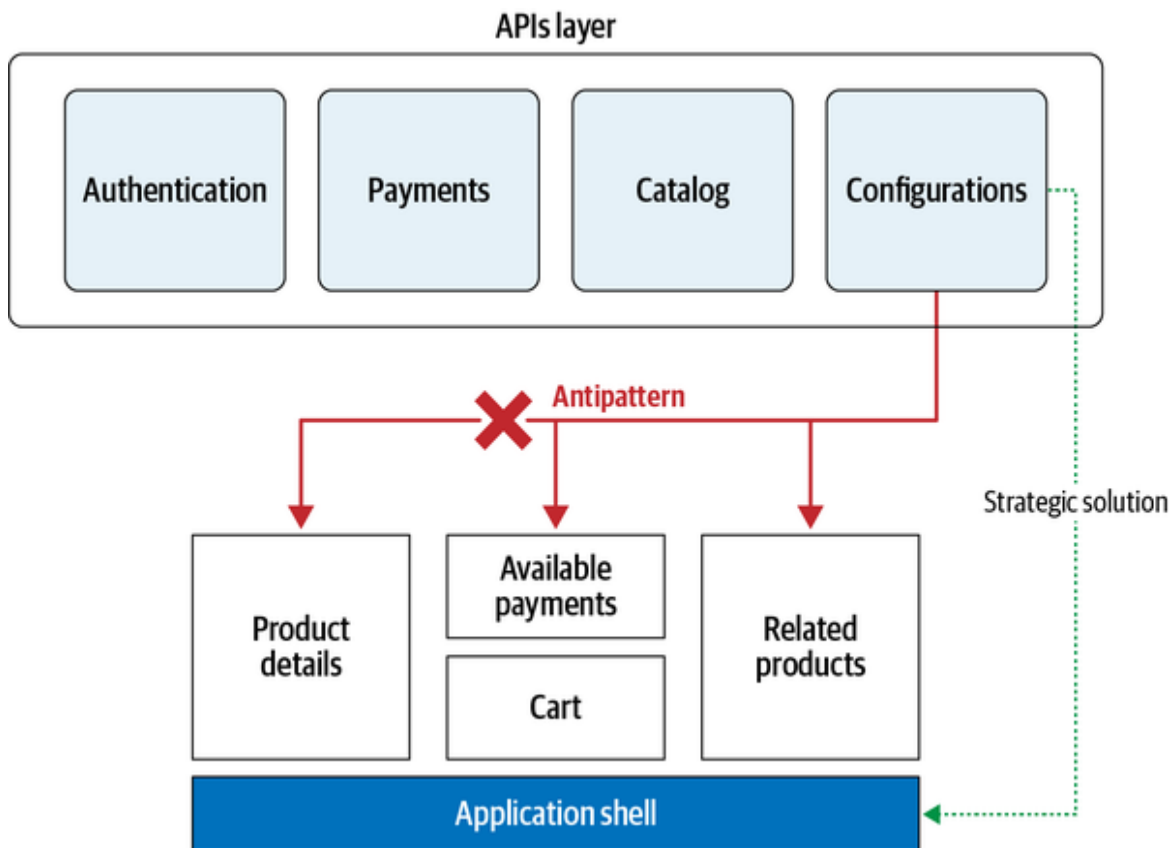 APIs layer
Authentication
Payments
Catalog
Configurations
Antipattern
Strategic solution
Product
details
Available
payments
Cart
Related
products
Application shell